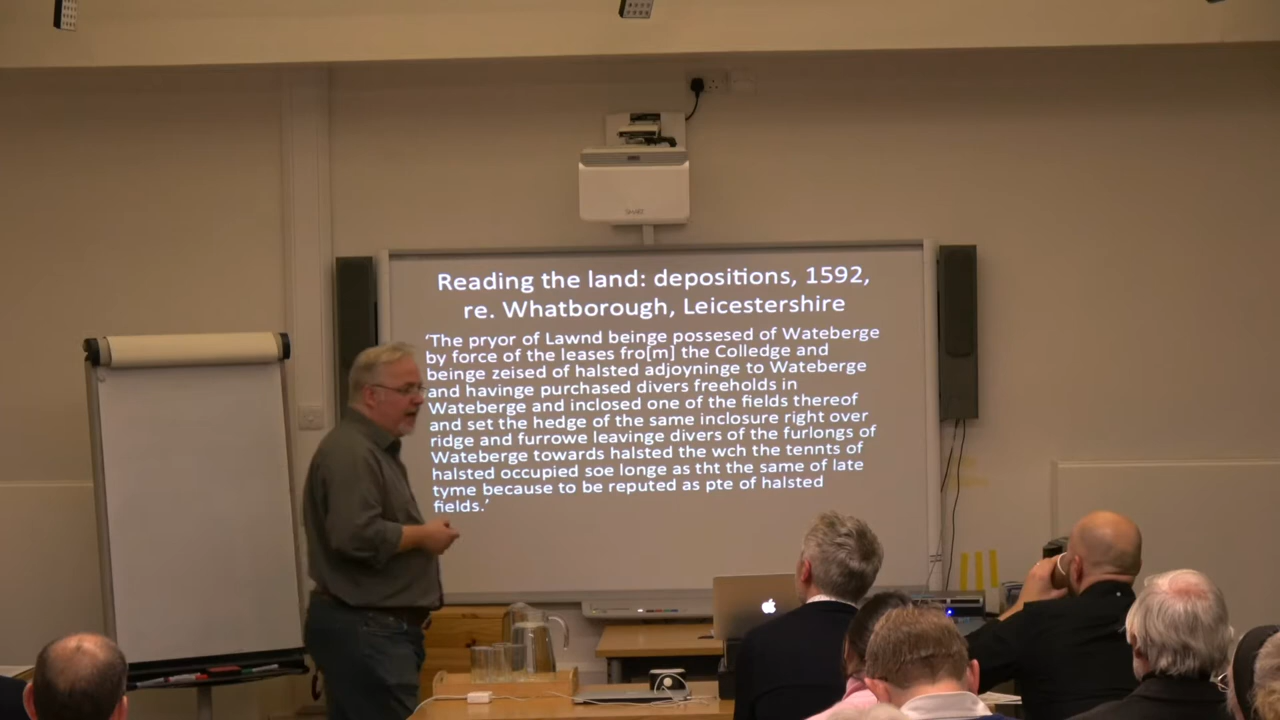 SMART
Reading the land: depositions, 1592,
re. Whatborough, Leicestershire
‘The pryor of Lawnd beinge possesed of Wateberge
by force of the leases fro[m] the Colledge and
beinge zeised of halsted adjoyninge to Wateberge
and havinge purchased divers freeholds in
Wateberge and inclosed one of the fields thereof
and set the hedge of the same inclosure right over
ridge and furrowe leavinge divers of the furlongs of
Wateberge towards halsted the wch the tennts of
halsted occupied soe longe as tht the same of late
tyme because to be reputed as pte of halsted
fields.’